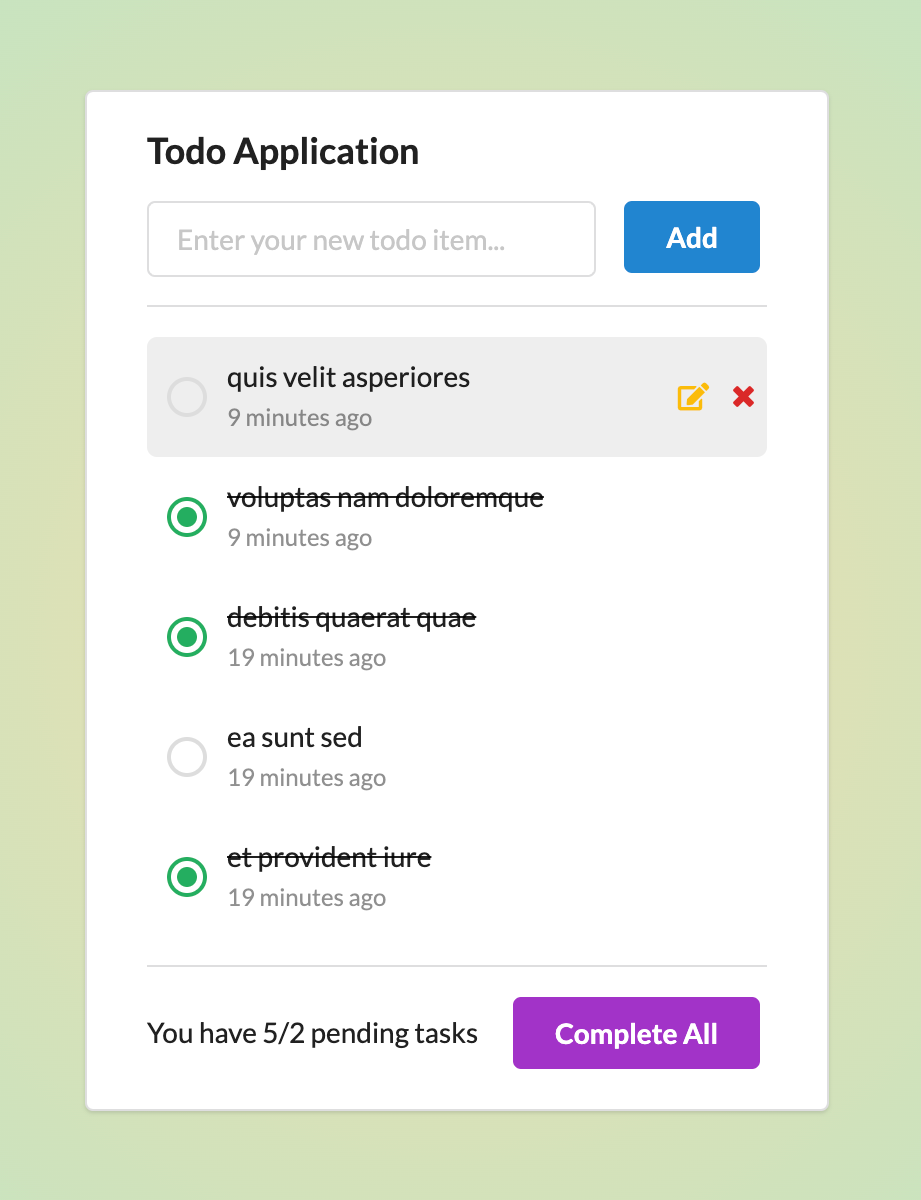 Todo Application
Enter your new todo item...
Add
quis velit asperiores
9 minutes ago
voluptas nam doloremque
9 minutes ago
debitis quaerat quae
19 minutes ago
ea sunt sed
19 minutes ago
et provident iure
19 minutes ago
You have 5/2 pending tasks
Complete All